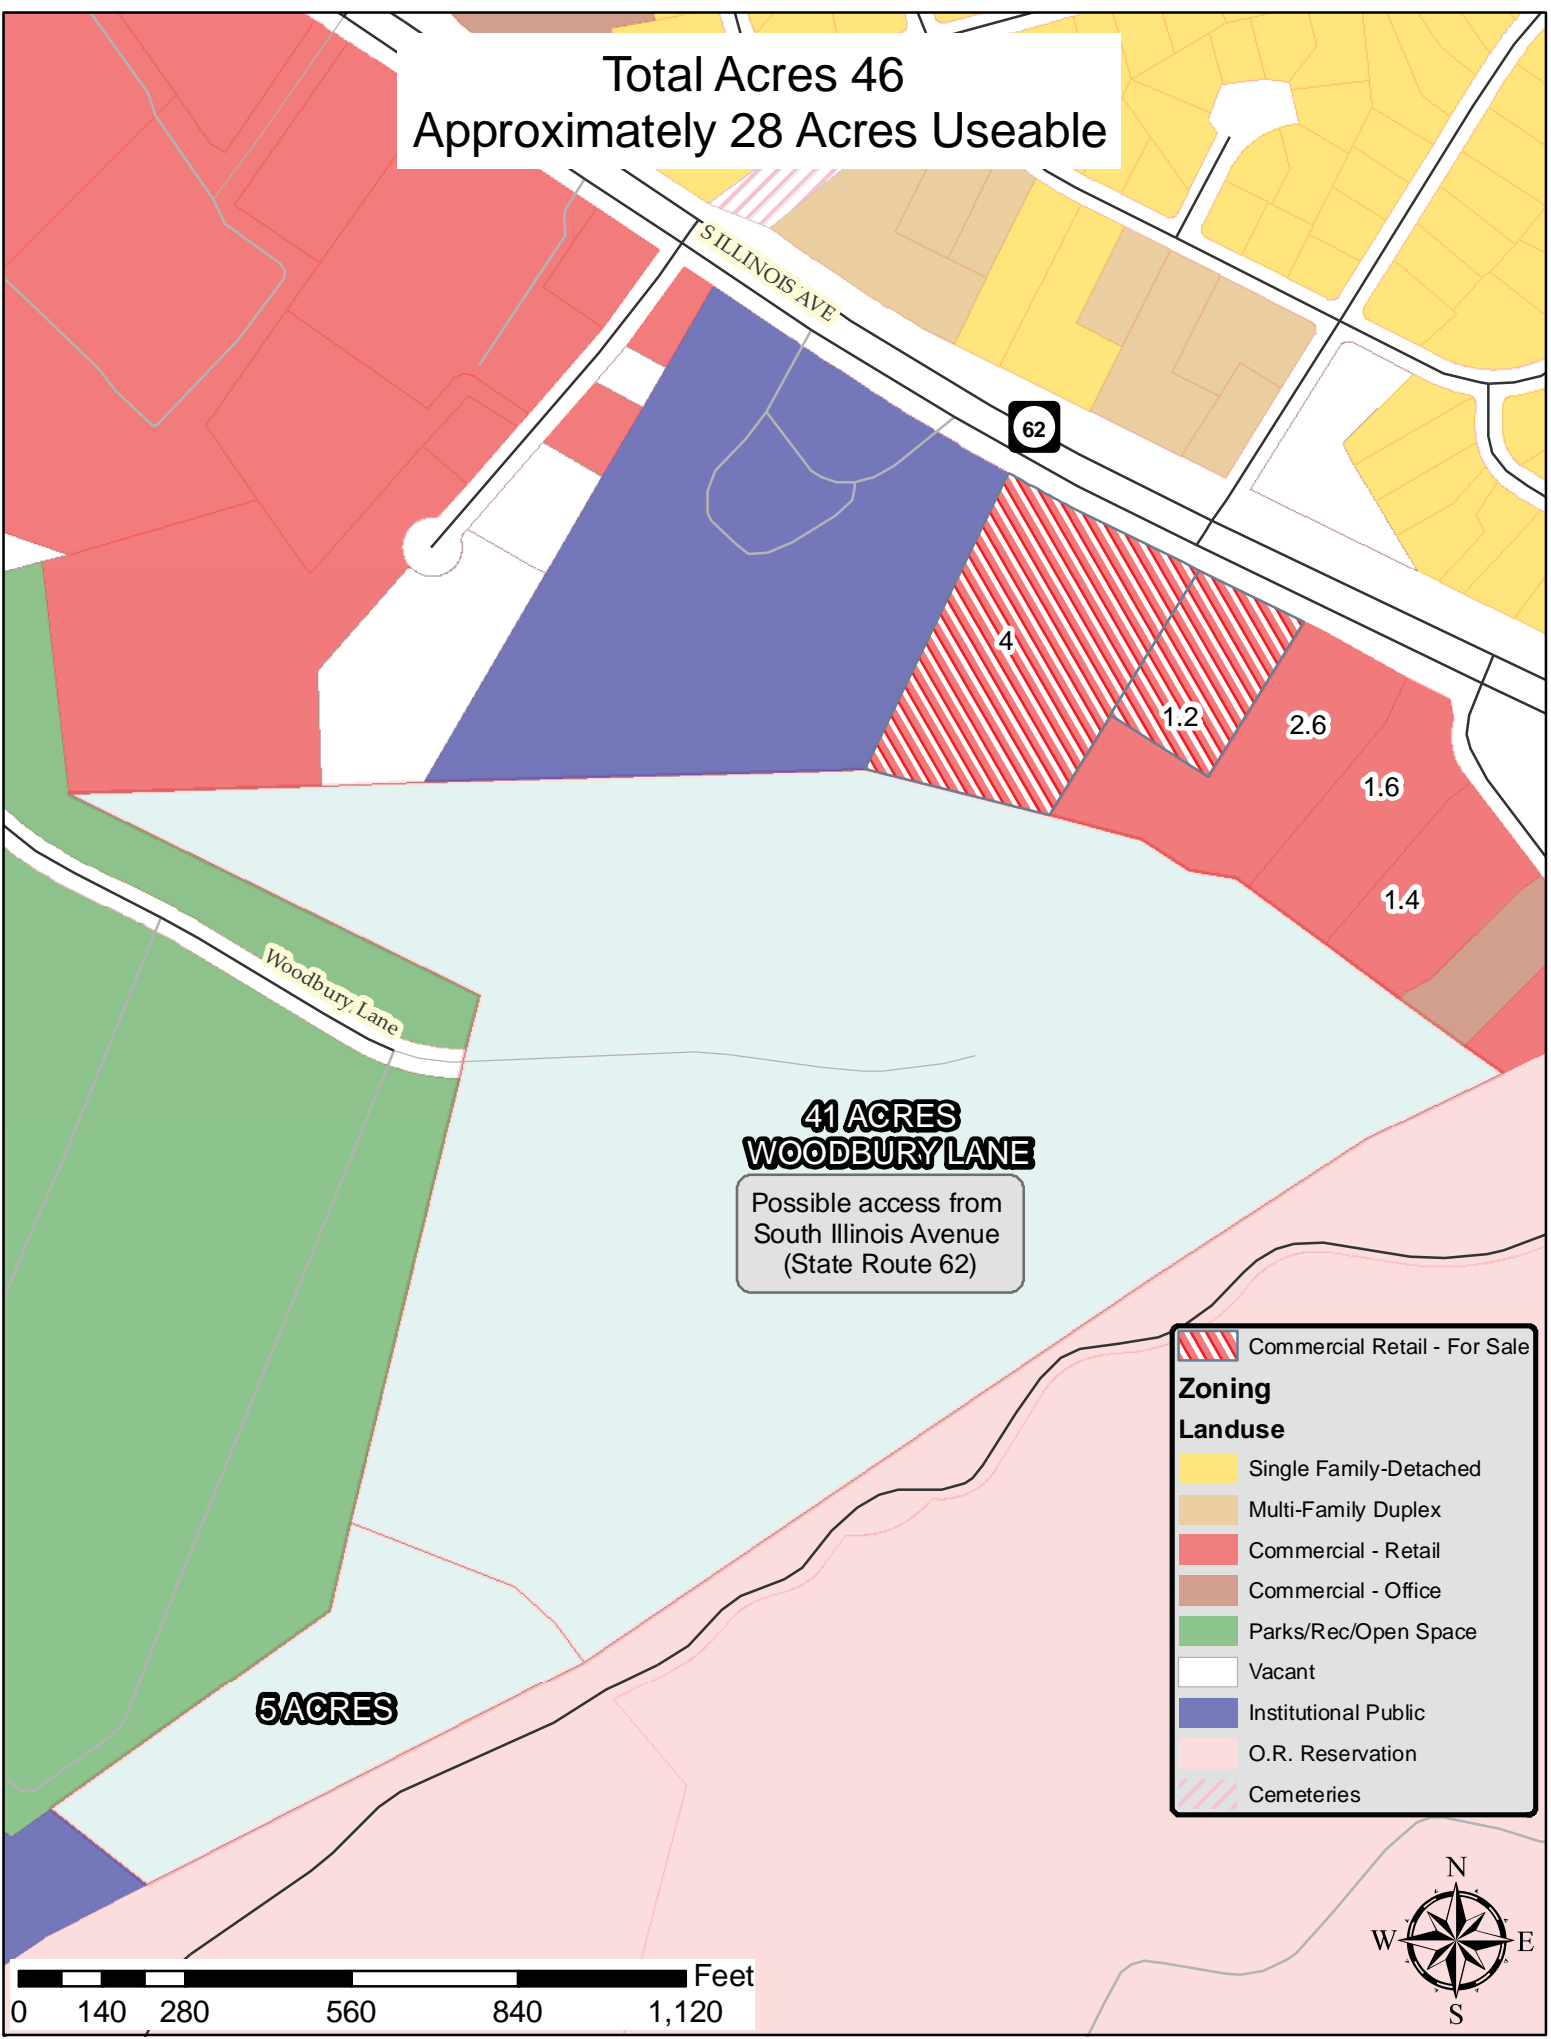 Total Acres 46
Approximately 28 Acres Useable
S ILLINOIS AVE
62
4
1.2
2.6
1.6
1.4
Woodbury Lane
41 ACRES
WOODBURY LANE
Possible access from
South Illinois Avenue
(State Route 62)
5 ACRES
Commercial Retail - For Sale
Zoning
Landuse
Single Family-Detached
Multi-Family Duplex
Commercial - Retail
Commercial - Office
Parks/Rec/Open Space
Vacant
Institutional Public
O.R. Reservation
Cemeteries
N
W E
S
Feet
0 140 280 560 840 1,120